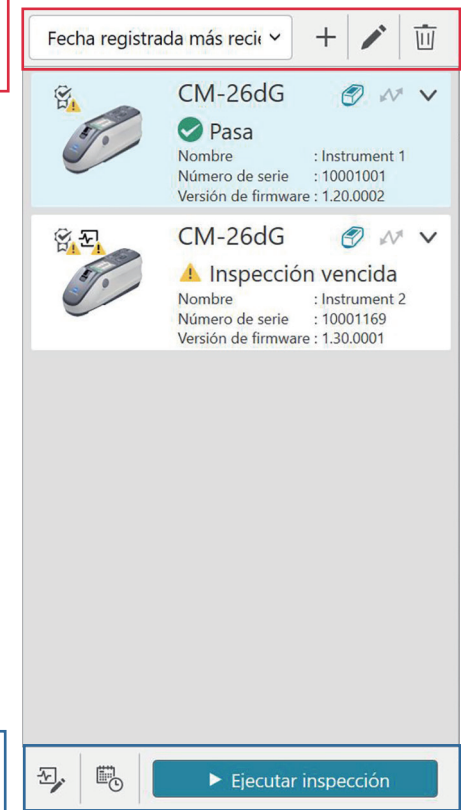 Fecha registrada más recie
CM-26dG
Pasa
Nombre : Instrument 1
Número de serie : 10001001
Versión de firmware : 1.20.0002
CM-26dG
Inspección vencida
Nombre : Instrument 2
Número de serie : 10001169
Versión de firmware : 1.30.0001
Ejecutar inspección